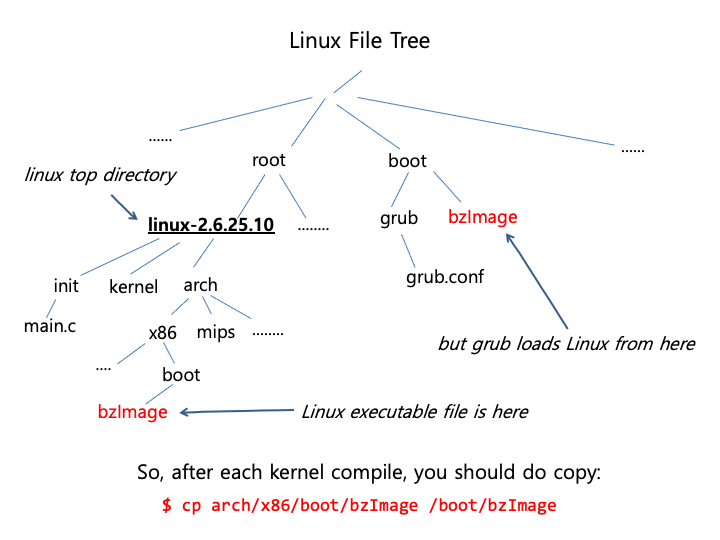 Linux File Tree
......
......
root
boot
linux top directory
linux-2.6.25.10
........
grub
bzImage
init
kernel
arch
grub.conf
main.c
x86
mips
........
but grub loads Linux from here
....
boot
bzImage
Linux executable file is here
So, after each kernel compile, you should do copy:
$ cp arch/x86/boot/bzImage /boot/bzImage